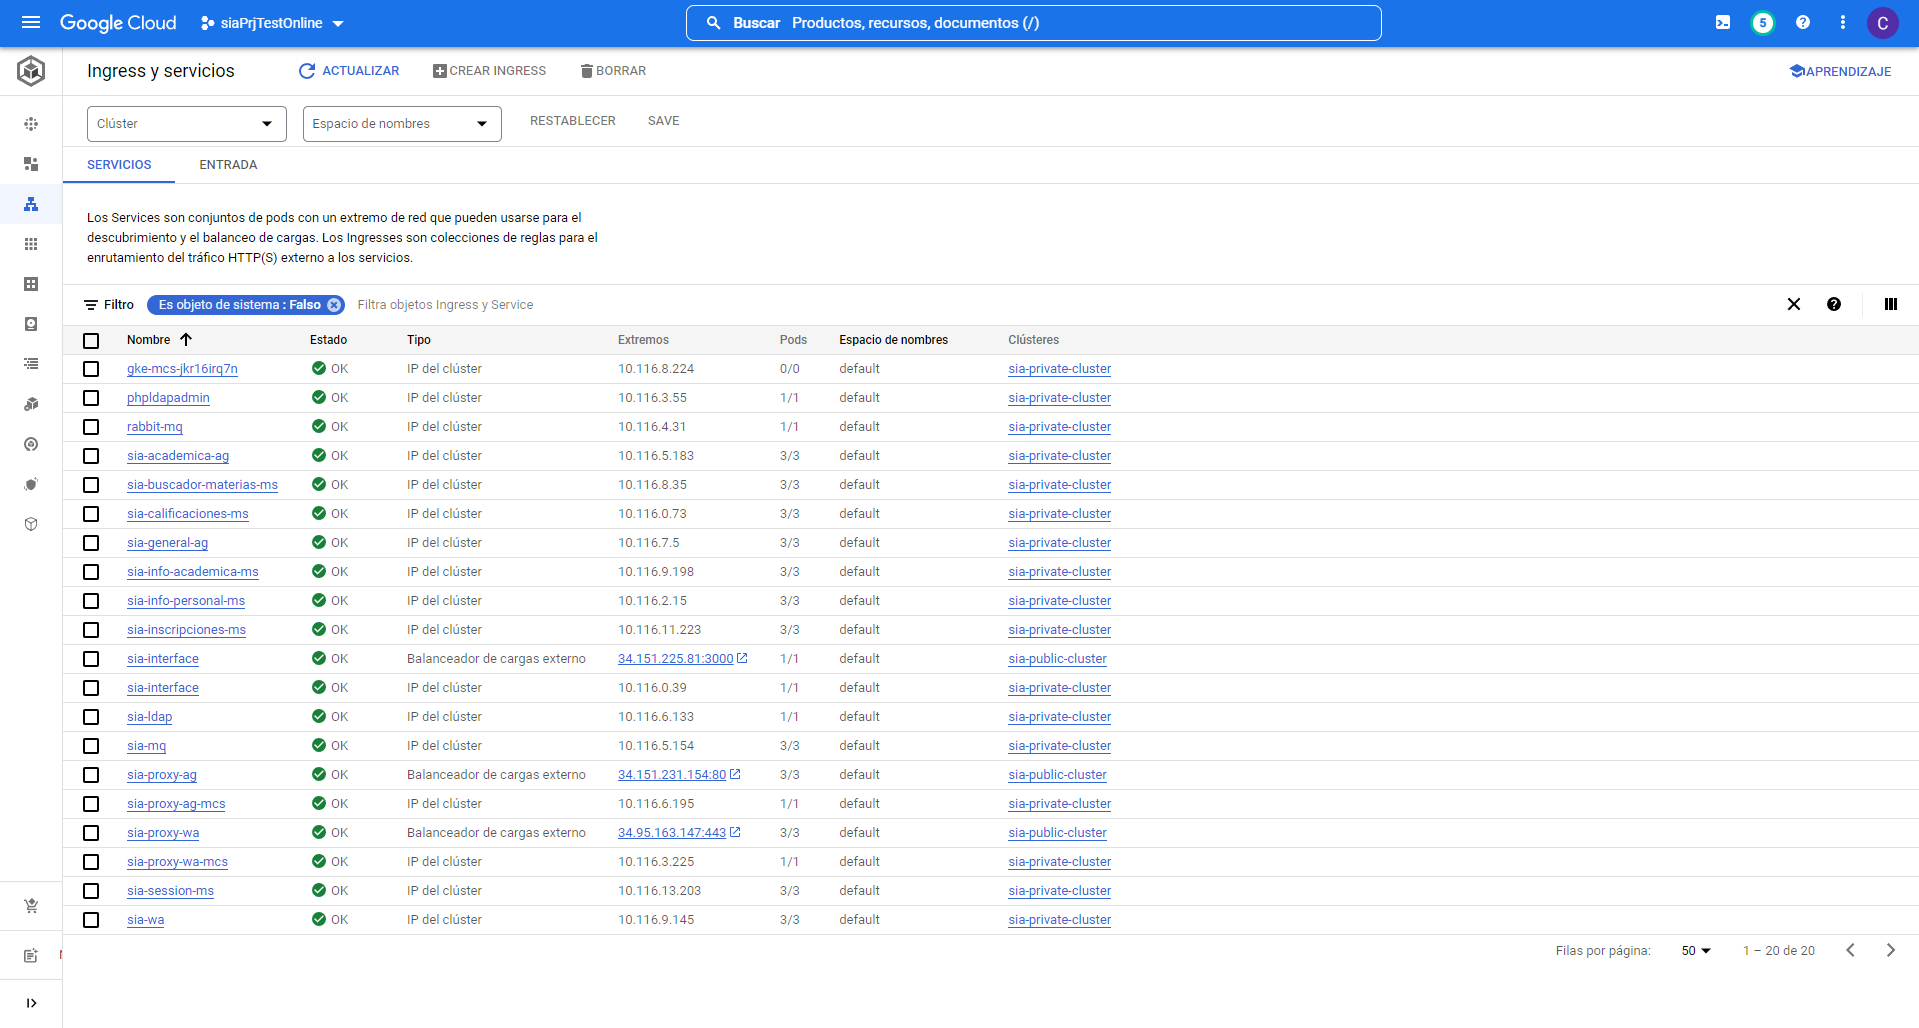 Google Cloud siaPrjTestOnline Buscar Productos, recursos, documentos (/) 5 C
Ingress y servicios ACTUALIZAR CREAR INGRESS BORRAR APRENDIZAJE
Clúster Espacio de nombres RESTABLECER SAVE
SERVICIOS ENTRADA
Los Services son conjuntos de pods con un extremo de red que pueden usarse para el
descubrimiento y el balanceo de cargas. Los Ingresses son colecciones de reglas para el
enrutamiento del tráfico HTTP(S) externo a los servicios.
Filtro Es objeto de sistema : Falso Filtra objetos Ingress y Service
Nombre Estado Tipo Extremos Pods Espacio de nombres Clústeres
gke-mcs-jkr16irq7n OK IP del clúster 10.116.8.224 0/0 default sia-private-cluster
phpldapadmin OK IP del clúster 10.116.3.55 1/1 default sia-private-cluster
rabbit-mq OK IP del clúster 10.116.4.31 1/1 default sia-private-cluster
sia-academica-ag OK IP del clúster 10.116.5.183 3/3 default sia-private-cluster
sia-buscador-materias-ms OK IP del clúster 10.116.8.35 3/3 default sia-private-cluster
sia-calificaciones-ms OK IP del clúster 10.116.0.73 3/3 default sia-private-cluster
sia-general-ag OK IP del clúster 10.116.7.5 3/3 default sia-private-cluster
sia-info-academica-ms OK IP del clúster 10.116.9.198 3/3 default sia-private-cluster
sia-info-personal-ms OK IP del clúster 10.116.2.15 3/3 default sia-private-cluster
sia-inscripciones-ms OK IP del clúster 10.116.11.223 3/3 default sia-private-cluster
sia-interface OK Balanceador de cargas externo 34.151.225.81:3000 1/1 default sia-public-cluster
sia-interface OK IP del clúster 10.116.0.39 1/1 default sia-private-cluster
sia-ldap OK IP del clúster 10.116.6.133 1/1 default sia-private-cluster
sia-mq OK IP del clúster 10.116.5.154 3/3 default sia-private-cluster
sia-proxy-ag OK Balanceador de cargas externo 34.151.231.154:80 3/3 default sia-public-cluster
sia-proxy-ag-mcs OK IP del clúster 10.116.6.195 1/1 default sia-private-cluster
sia-proxy-wa OK Balanceador de cargas externo 34.95.163.147:443 3/3 default sia-public-cluster
sia-proxy-wa-mcs OK IP del clúster 10.116.3.225 1/1 default sia-private-cluster
sia-session-ms OK IP del clúster 10.116.13.203 3/3 default sia-private-cluster
sia-wa OK IP del clúster 10.116.9.145 3/3 default sia-private-cluster
Filas por página: 50 1 – 20 de 20